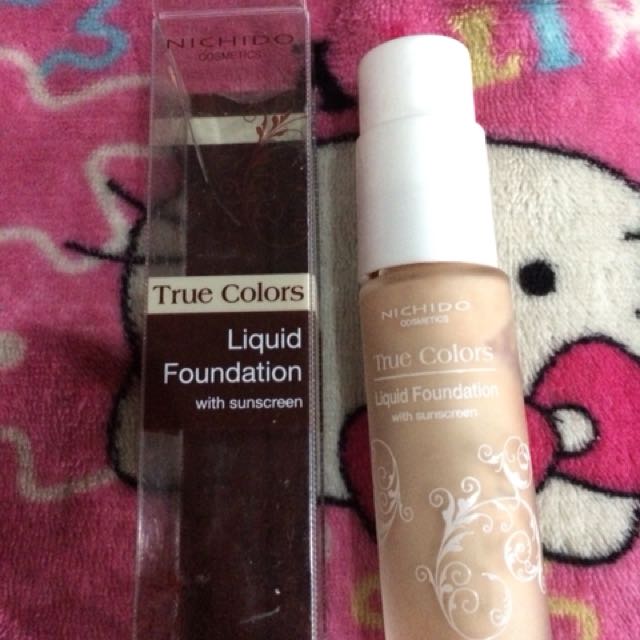 NICHIDO
COSMETICS
True Colors
Liquid
Foundation
with sunscreen
NICHIDO
COSMETICS
True Colors
Liquid Foundation
with sunscreen